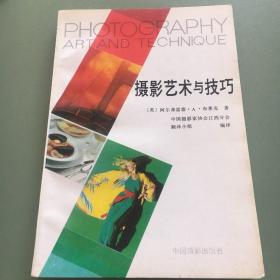 PHOTOGRAPHY
ART AND TECHNIQUE
摄影艺术与技巧
(英) 阿尔弗雷德·A·布莱克 著
中国摄影家协会江西分会
翻译小组 编译
中国摄影出版社